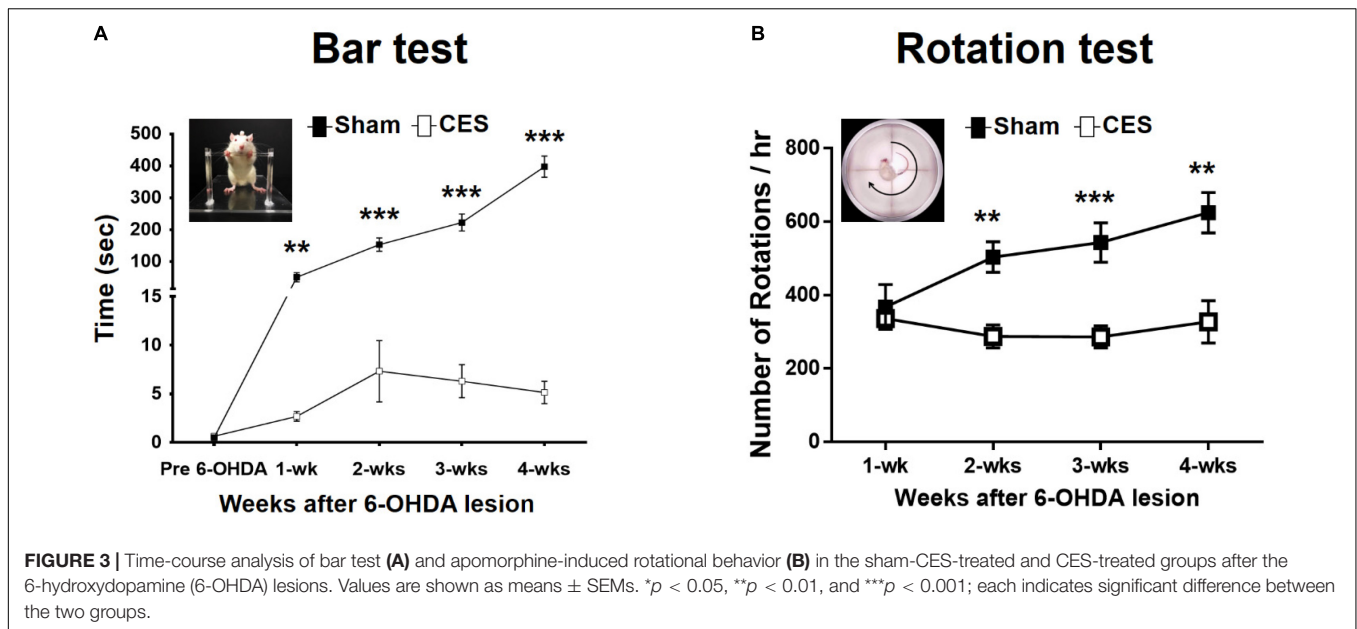 A
Bar test
Sham
CES
500
400
300
200
100
15
10
5
0
Time (sec)
**
***
***
***
Pre 6-OHDA 1-wk 2-wks 3-wks 4-wks
Weeks after 6-OHDA lesion
B
Rotation test
Sham
CES
800
600
400
200
0
Number of Rotations / hr
**
***
**
1-wk 2-wks 3-wks 4-wks
Weeks after 6-OHDA lesion
FIGURE 3 | Time-course analysis of bar test (A) and apomorphine-induced rotational behavior (B) in the sham-CES-treated and CES-treated groups after the
6-hydroxydopamine (6-OHDA) lesions. Values are shown as means ± SEMs. *p < 0.05, **p < 0.01, and ***p < 0.001; each indicates significant difference between
the two groups.